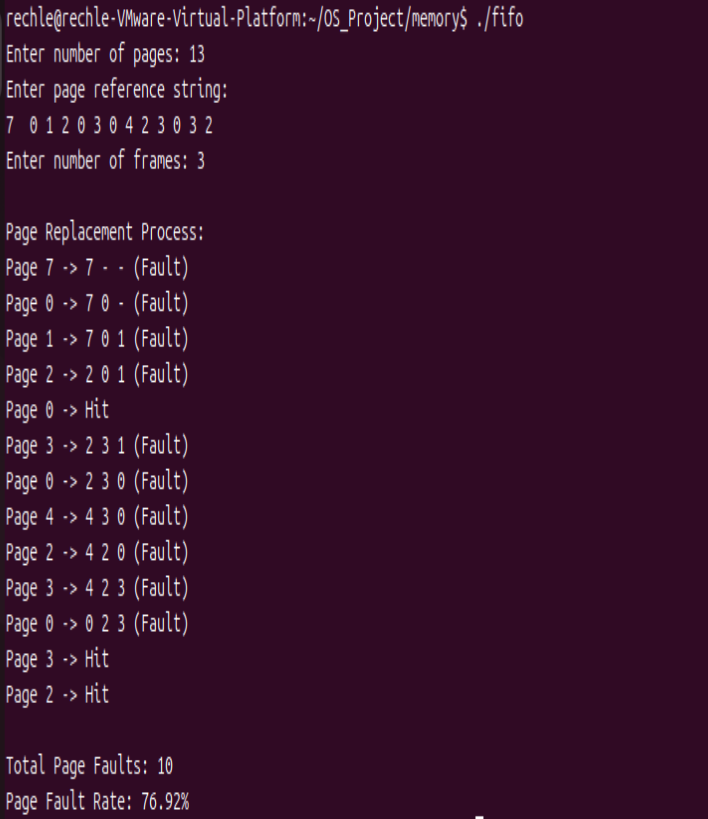 rechle@rechle-VMware-Virtual-Platform:~/OS_Project/memory$ ./fifo
Enter number of pages: 13
Enter page reference string:
7  0 1 2 0 3 0 4 2 3 0 3 2
Enter number of frames: 3
Page Replacement Process:
Page 7 -> 7 - - (Fault)
Page 0 -> 7 0 - (Fault)
Page 1 -> 7 0 1 (Fault)
Page 2 -> 2 0 1 (Fault)
Page 0 -> Hit
Page 3 -> 2 3 1 (Fault)
Page 0 -> 2 3 0 (Fault)
Page 4 -> 4 3 0 (Fault)
Page 2 -> 4 2 0 (Fault)
Page 3 -> 4 2 3 (Fault)
Page 0 -> 0 2 3 (Fault)
Page 3 -> Hit
Page 2 -> Hit
Total Page Faults: 10
Page Fault Rate: 76.92%